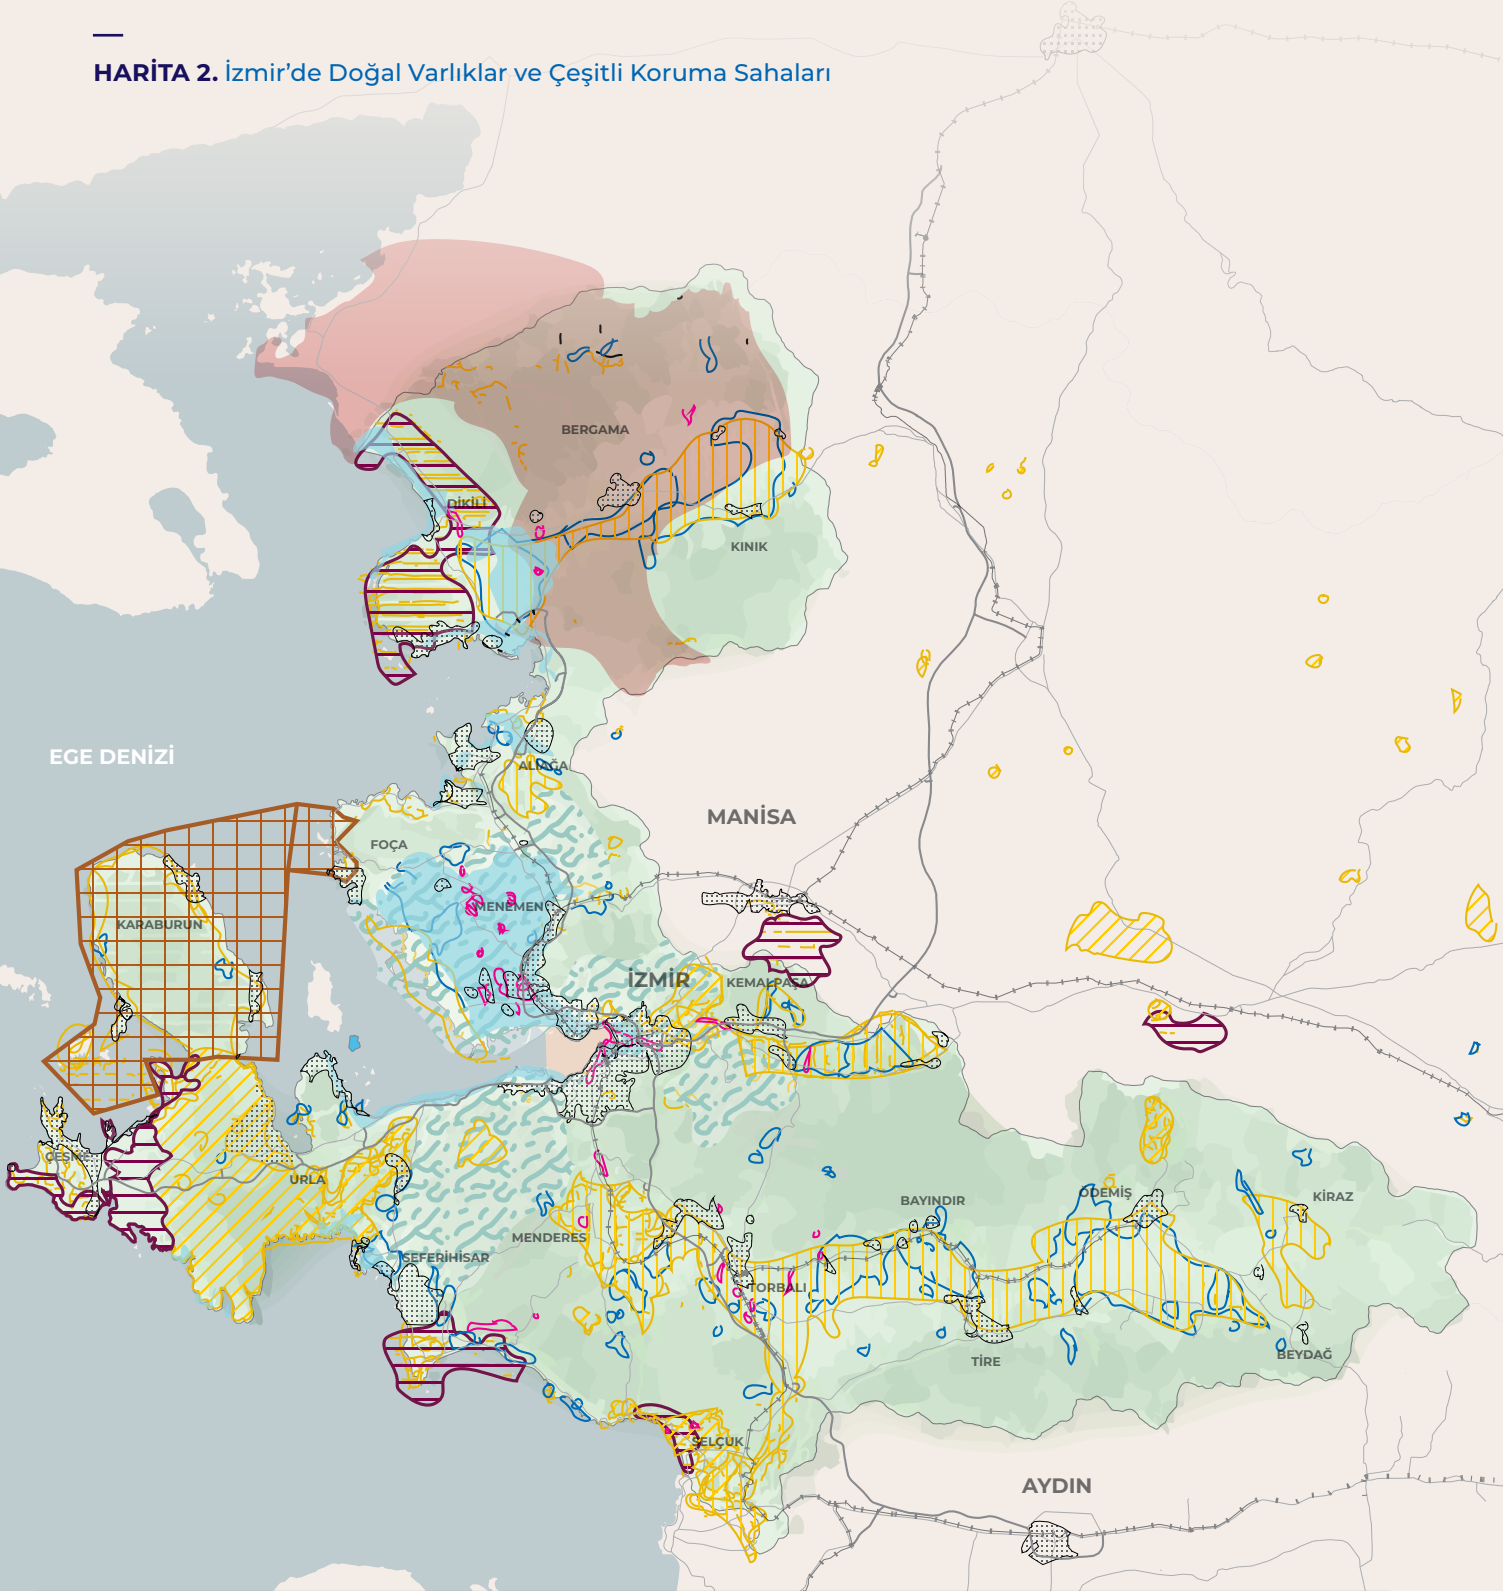 HARİTA 2. İzmir’de Doğal Varlıklar ve Çeşitli Koruma Sahaları
BERGAMA
DİKİLİ
KINIK
EGE DENİZİ
ALİAĞA
MANİSA
FOÇA
MENEMEN
KARABURUN
İZMİR
KEMALPAŞA
ÇEŞME
URLA
ÖDEMİŞ
KİRAZ
BAYINDIR
MENDERES
SEFERİHİSAR
TORBALI
BEYDAĞ
TİRE
SELÇUK
AYDIN